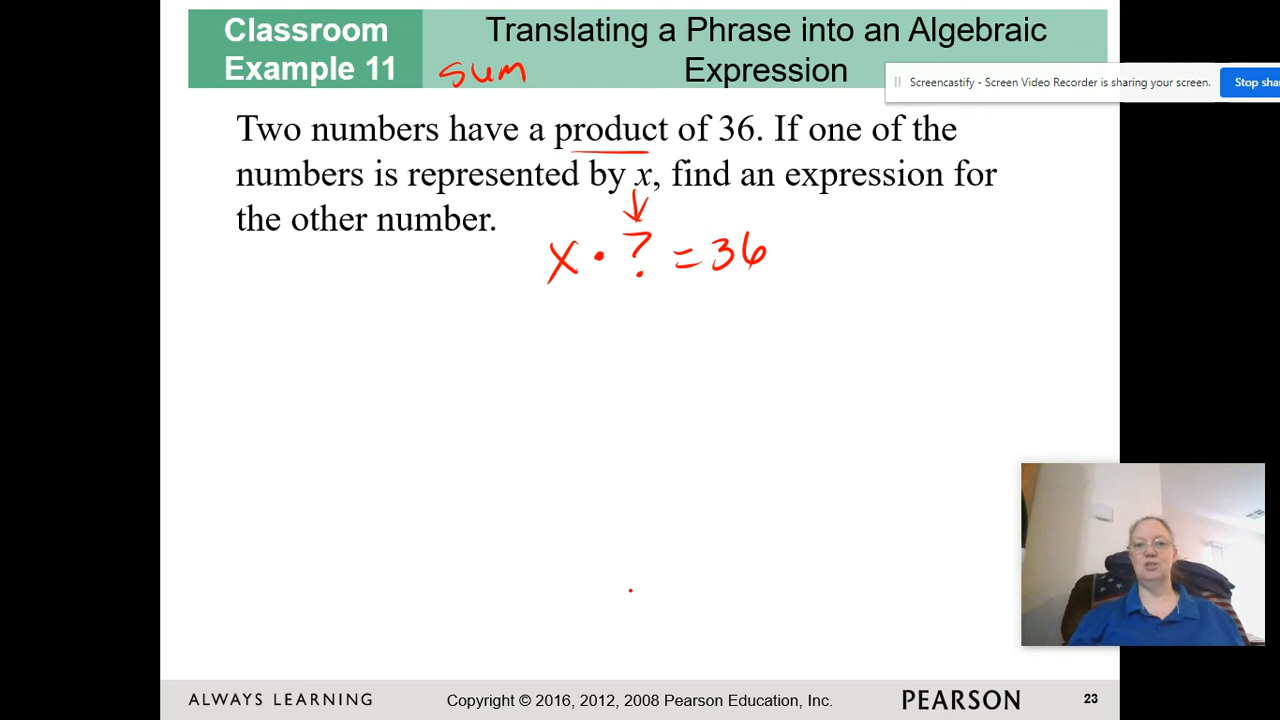 Classroom
Example 11
Translating a Phrase into an Algebraic
Expression
sum
Screencastify - Screen Video Recorder is sharing your screen.
Stop sha
Two numbers have a product of 36. If one of the
numbers is represented by x, find an expression for
the other number.
x · ? = 36
ALWAYS LEARNING
Copyright © 2016, 2012, 2008 Pearson Education, Inc.
PEARSON
23